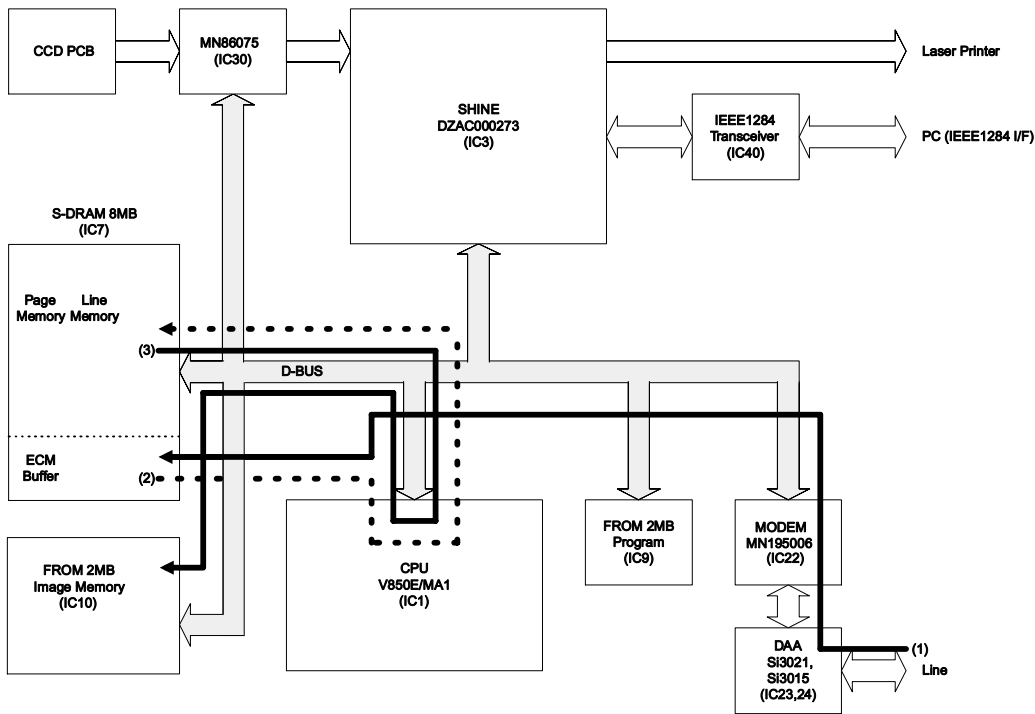 CCD PCB
MN86075
(IC30)
SHINE
DZAC000273
(IC3)
Laser Printer
IEEE1284
Transceiver
(IC40)
PC (IEEE1284 I/F)
S-DRAM 8MB
(IC7)
Page Line
Memory Memory
(3)
D-BUS
ECM
Buffer
(2)
FROM 2MB
Image Memory
(IC10)
CPU
V850E/MA1
(IC1)
FROM 2MB
Program
(IC9)
MODEM
MN195006
(IC22)
DAA
Si3021,
Si3015
(IC23,24)
(1)
Line